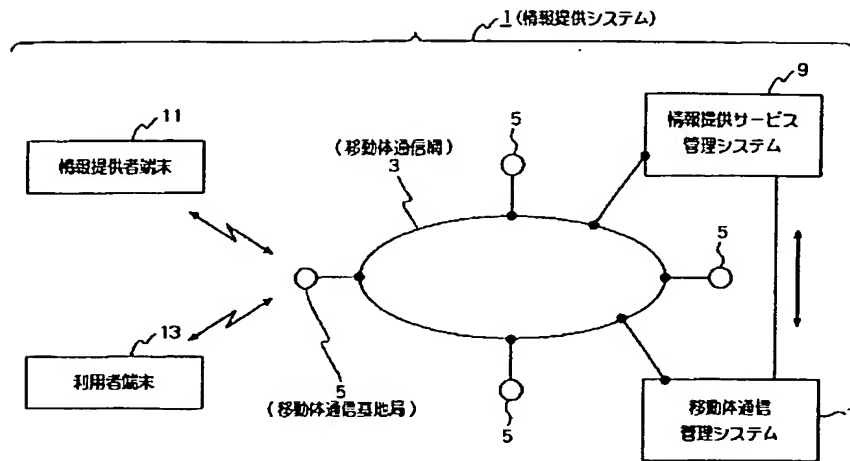 1(情報提供システム)
11
情報提供者端末
5
(移動体通信網)
3
9
情報提供サービス
管理システム
5
13
利用者端末
5
(移動体通信基地局)
5
移動体通信
管理システム